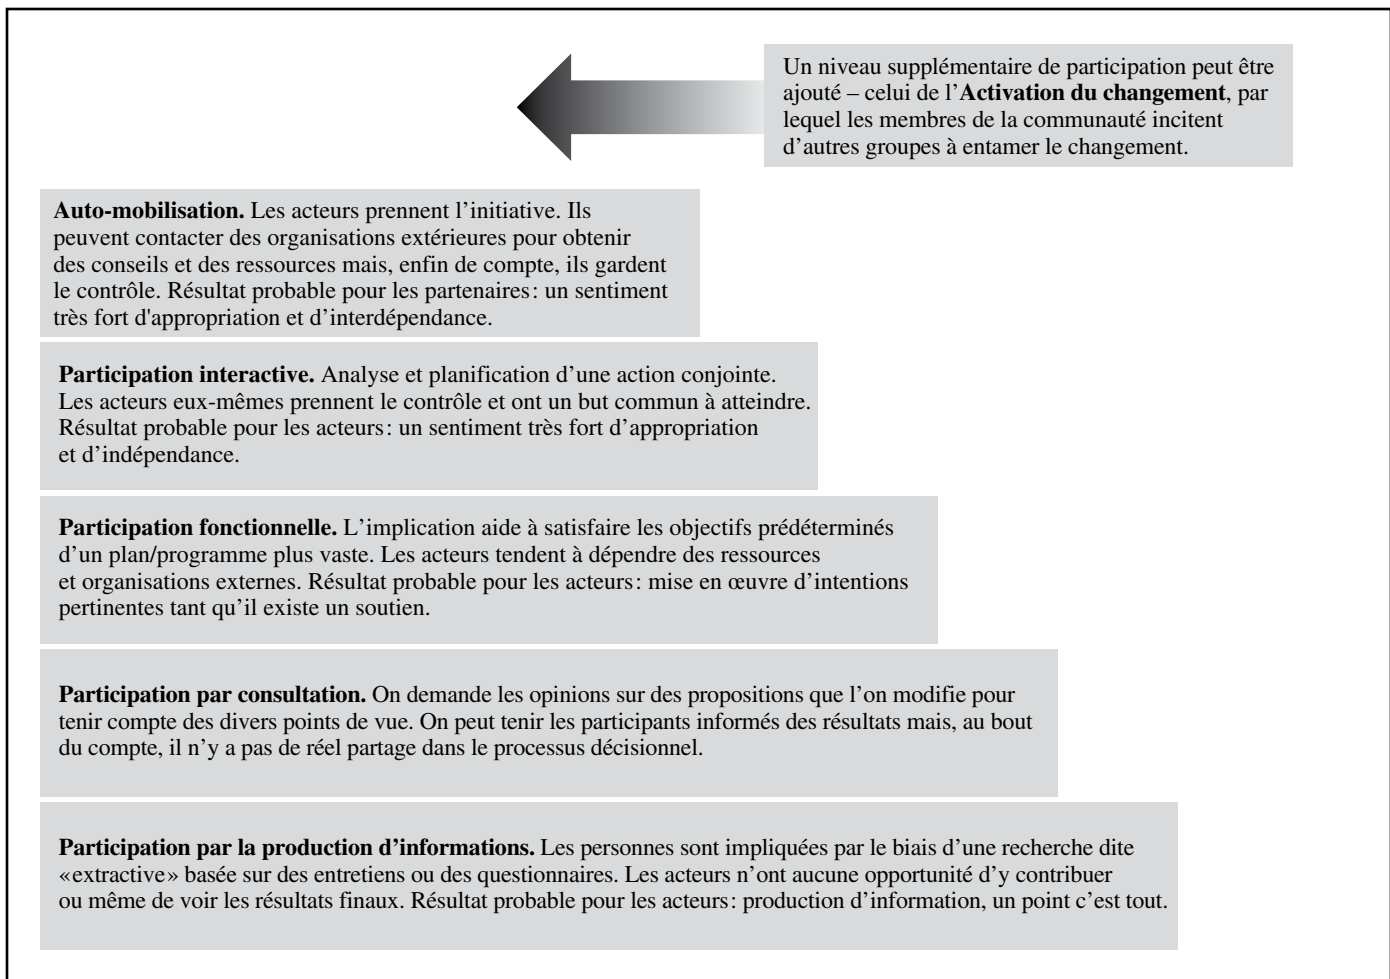 Un niveau supplémentaire de participation peut être
ajouté – celui de l’Activation du changement, par
lequel les membres de la communauté incitent
d’autres groupes à entamer le changement.
Auto-mobilisation. Les acteurs prennent l’initiative. Ils
peuvent contacter des organisations extérieures pour obtenir
des conseils et des ressources mais, enfin de compte, ils gardent
le contrôle. Résultat probable pour les partenaires: un sentiment
très fort d'appropriation et d’interdépendance.
Participation interactive. Analyse et planification d’une action conjointe.
Les acteurs eux-mêmes prennent le contrôle et ont un but commun à atteindre.
Résultat probable pour les acteurs: un sentiment très fort d’appropriation
et d’indépendance.
Participation fonctionnelle. L’implication aide à satisfaire les objectifs prédéterminés
d’un plan/programme plus vaste. Les acteurs tendent à dépendre des ressources
et organisations externes. Résultat probable pour les acteurs: mise en œuvre d’intentions
pertinentes tant qu’il existe un soutien.
Participation par consultation. On demande les opinions sur des propositions que l’on modifie pour
tenir compte des divers points de vue. On peut tenir les participants informés des résultats mais, au bout
du compte, il n’y a pas de réel partage dans le processus décisionnel.
Participation par la production d’informations. Les personnes sont impliquées par le biais d’une recherche dite
«extractive» basée sur des entretiens ou des questionnaires. Les acteurs n’ont aucune opportunité d’y contribuer
ou même de voir les résultats finaux. Résultat probable pour les acteurs: production d’information, un point c’est tout.